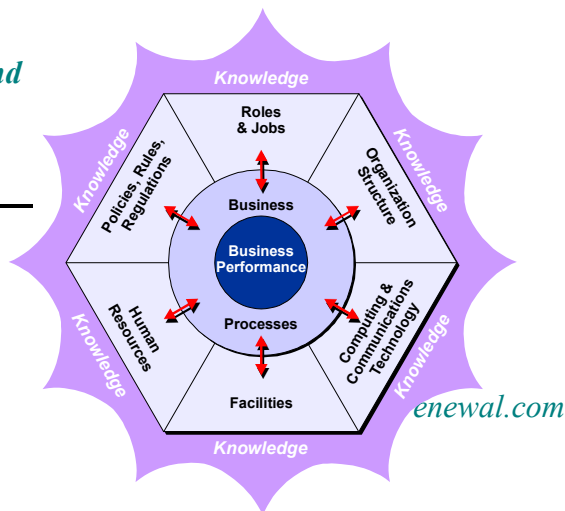 nd
Knowledge
Knowledge
Knowledge
Roles
& Jobs
Policies, Rules,
Regulations
Organization
Structure
Business
Business
Performance
Processes
Human
Resources
Computing &
Communications
Technology
Facilities
Knowledge
Knowledge
Knowledge
enewal.com